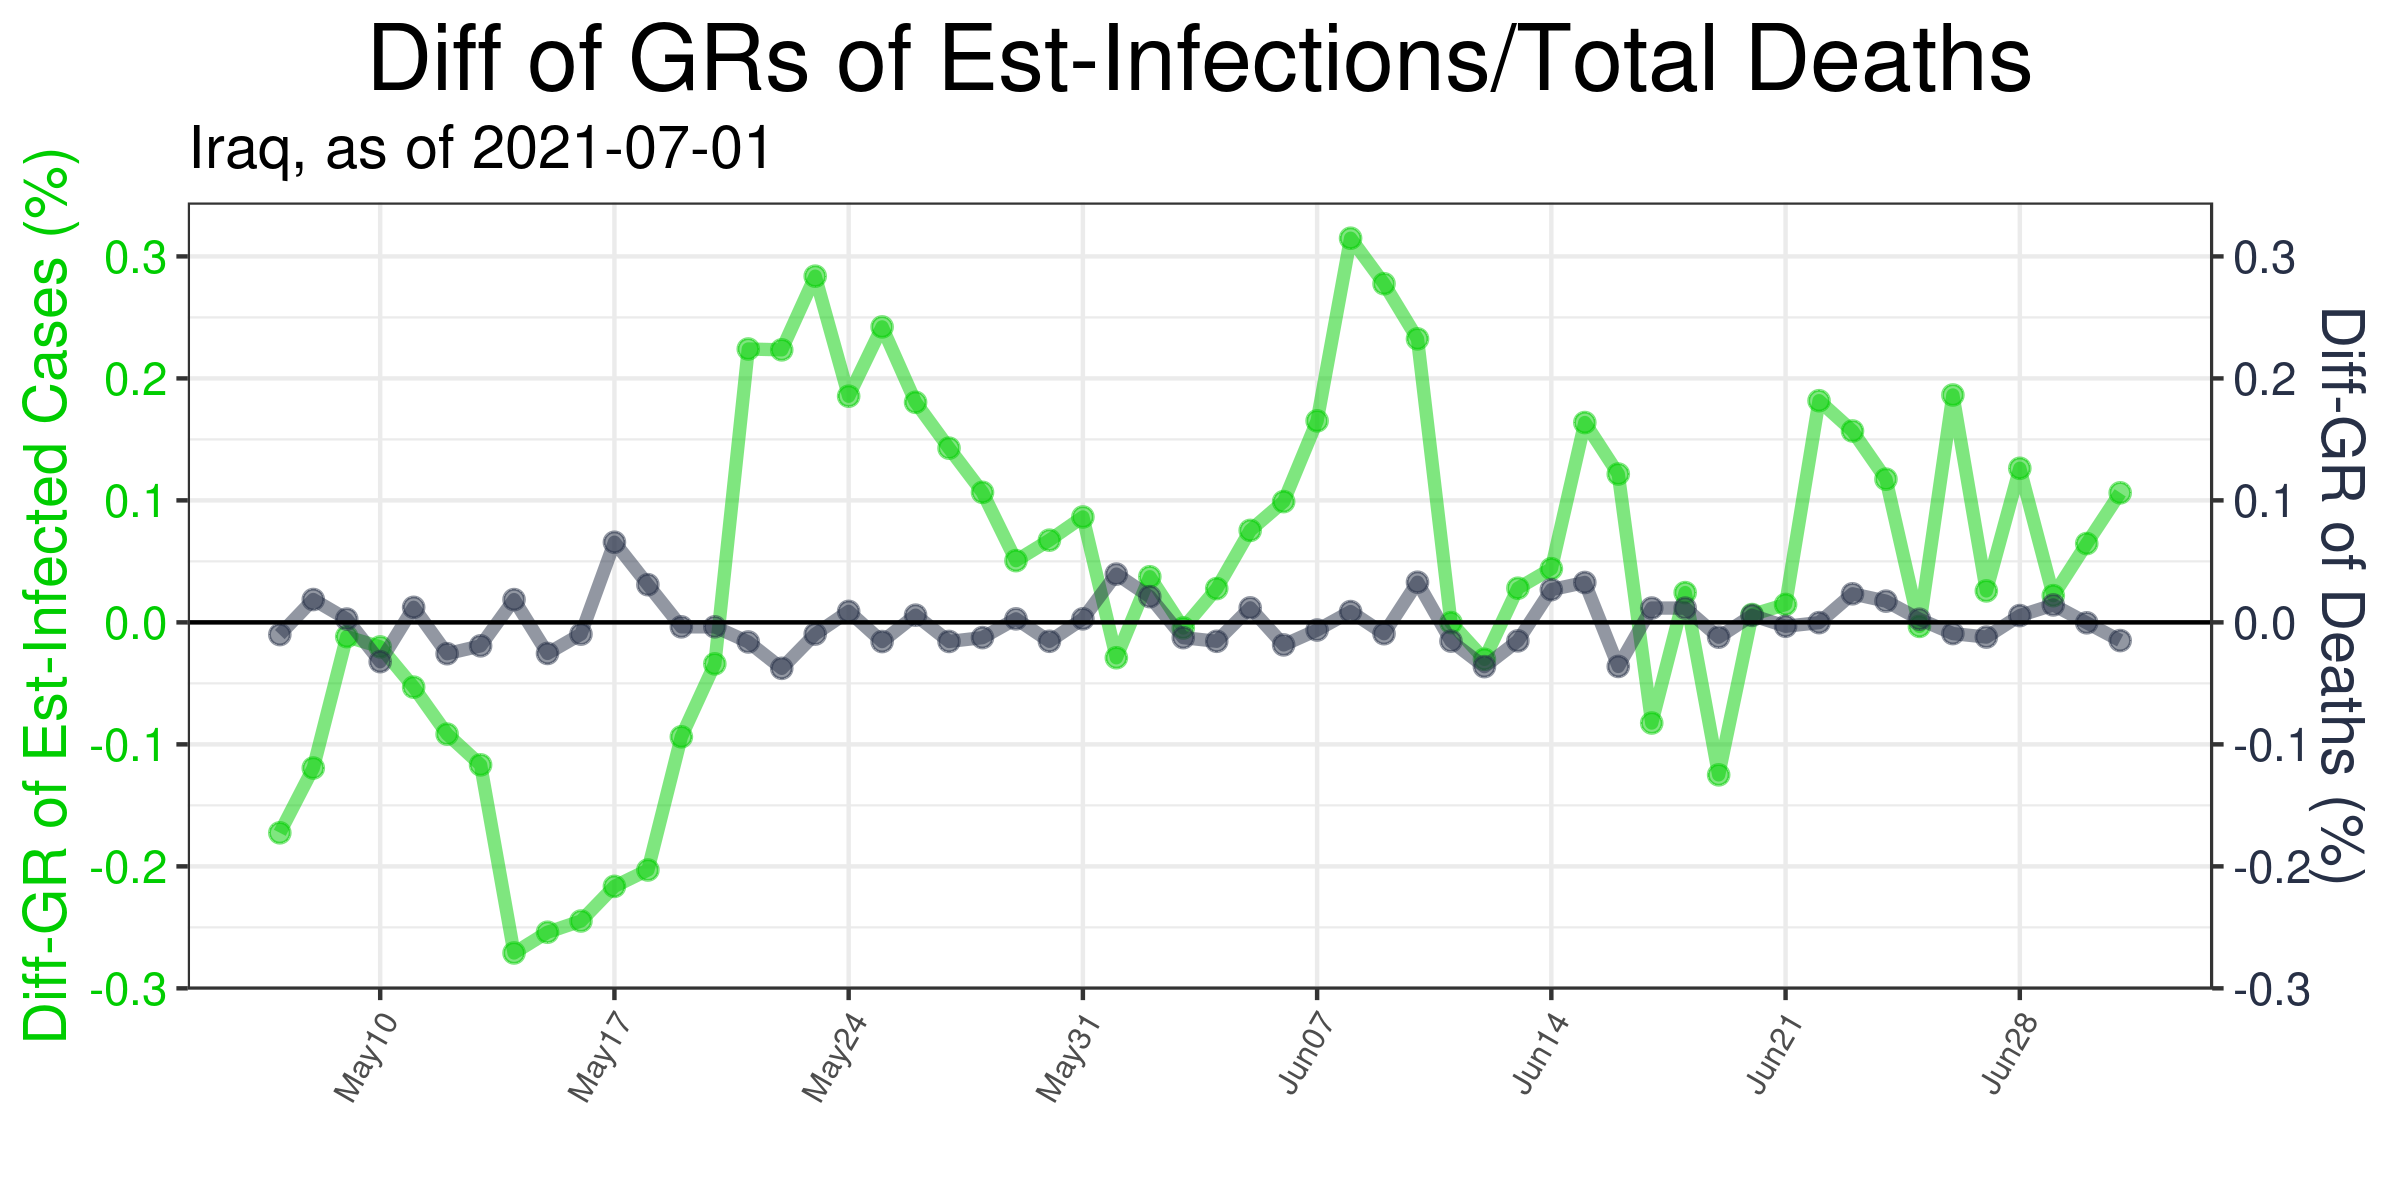 Diff of GRs of Est-Infections/Total Deaths
Iraq, as of 2021-07-01
Diff-GR of Est-Infected Cases (%)
0.3
0.2
0.1
0.0
-0.1
-0.2
-0.3
0.3
0.2
0.1
0.0
-0.1
-0.2
-0.3
Diff-GR of Deaths (%)
May10
May17
May24
May31
Jun07
Jun14
Jun21
Jun28